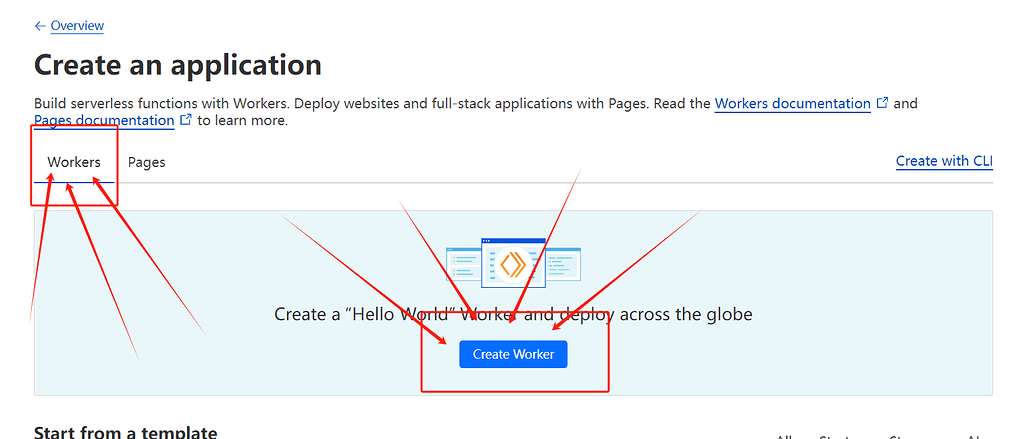 ← Overview
Create an application
Build serverless functions with Workers. Deploy websites and full-stack applications with Pages. Read the Workers documentation and
Pages documentation to learn more.
Workers Pages Create with CLI
Create a "Hello World" Worker and deploy across the globe
Create Worker
Start from a template